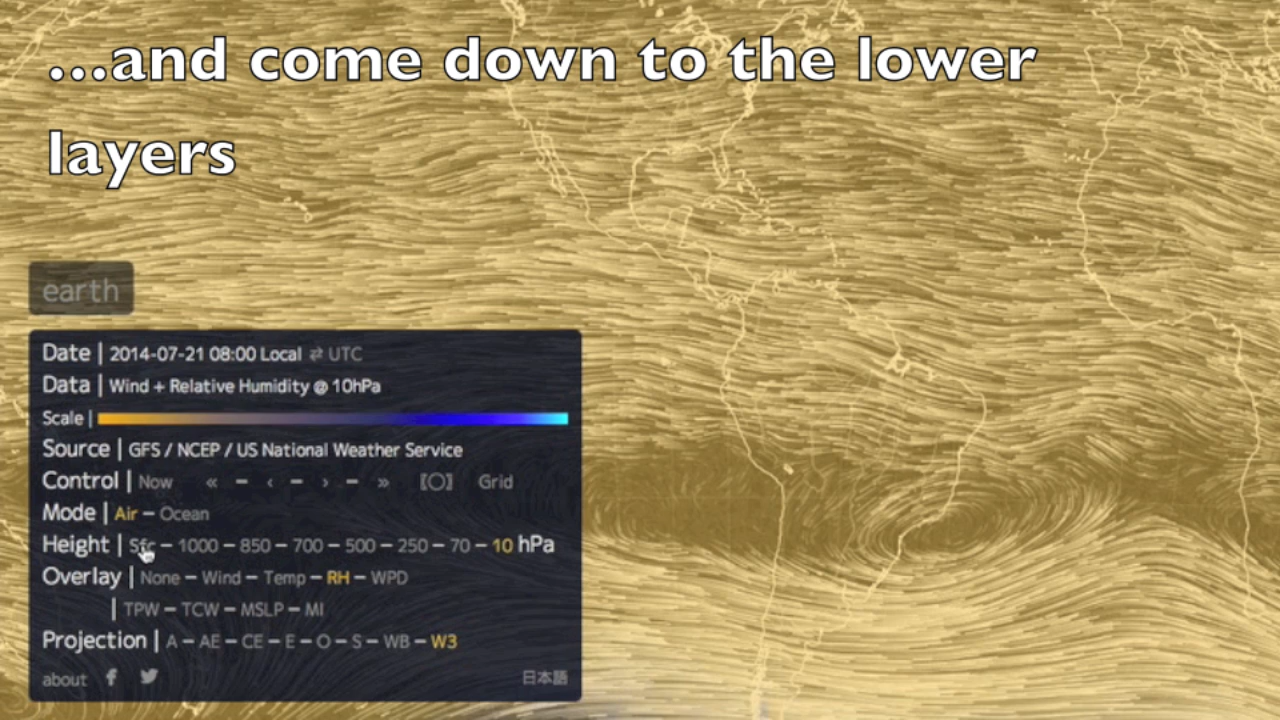 ...and come down to the lower
layers
earth
Date | 2014-07-21 08:00 Local ⇄ UTC
Data | Wind + Relative Humidity @ 10hPa
Scale |
Source | GFS / NCEP / US National Weather Service
Control | Now « – ‹ – › – » 【○】 Grid
Mode | Air – Ocean
Height | Sfc – 1000 – 850 – 700 – 500 – 250 – 70 – 10 hPa
Overlay | None – Wind – Temp – RH – WPD
| TPW – TCW – MSLP – MI
Projection | A – AE – CE – E – O – S – WB – W3
about f 日本語